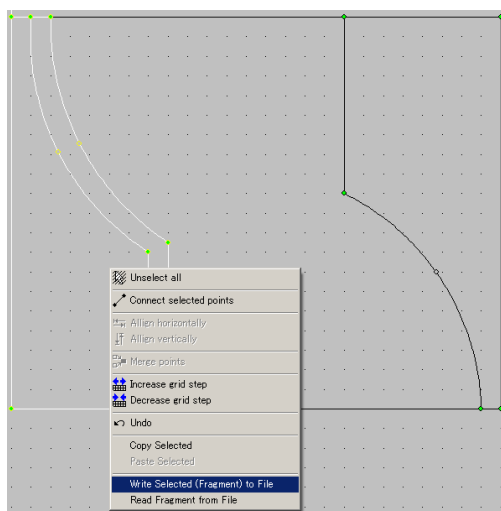 Unselect all
Connect selected points
Allign horizontally
Allign vertically
Merge points
Increase grid step
Decrease grid step
Undo
Copy Selected
Paste Selected
Write Selected (Fragment) to File
Read Fragment from File